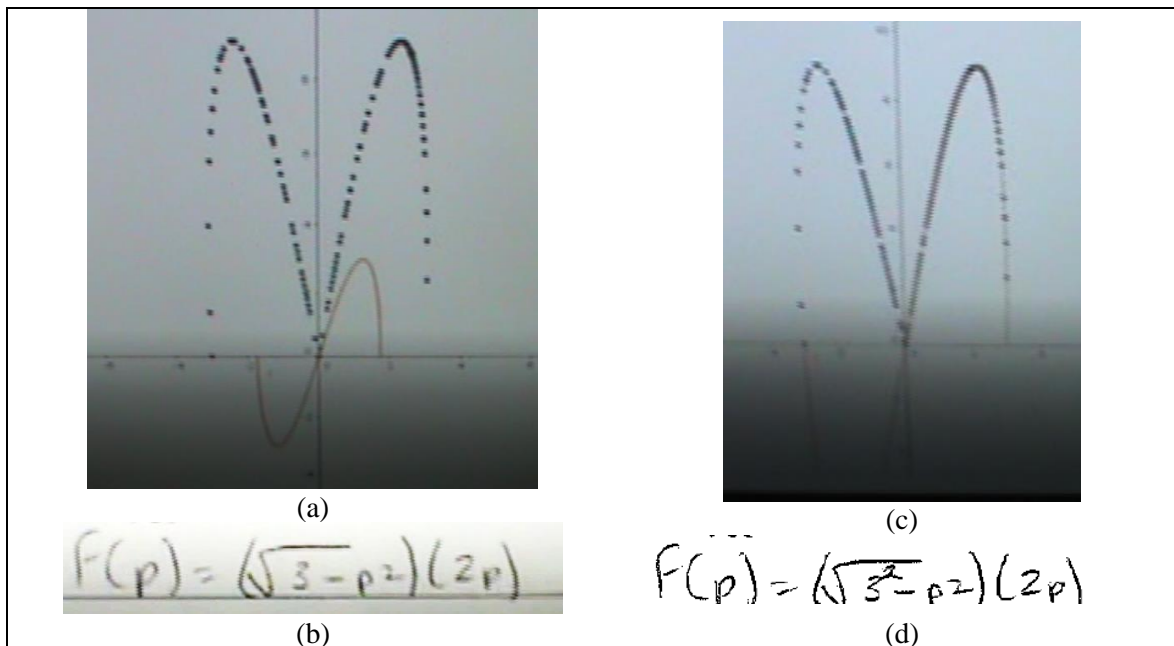 (a)
F(p) = (√3 - p2) (2p)
(b)
(c)
F(p) = (√3² - p2) (2p)
(d)